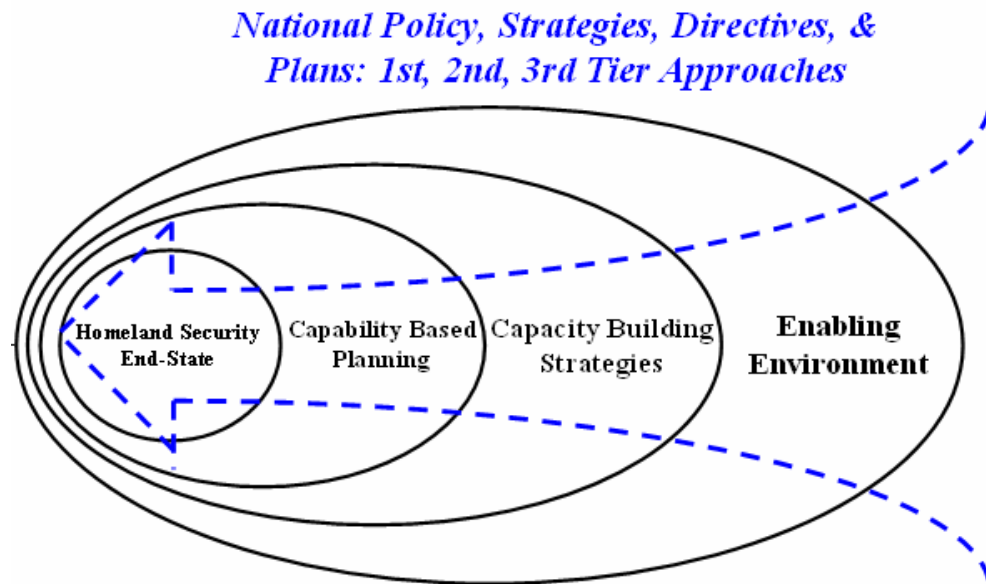 National Policy, Strategies, Directives, &
Plans: 1st, 2nd, 3rd Tier Approaches
Homeland Security
End-State
Capability Based
Planning
Capacity Building
Strategies
Enabling
Environment